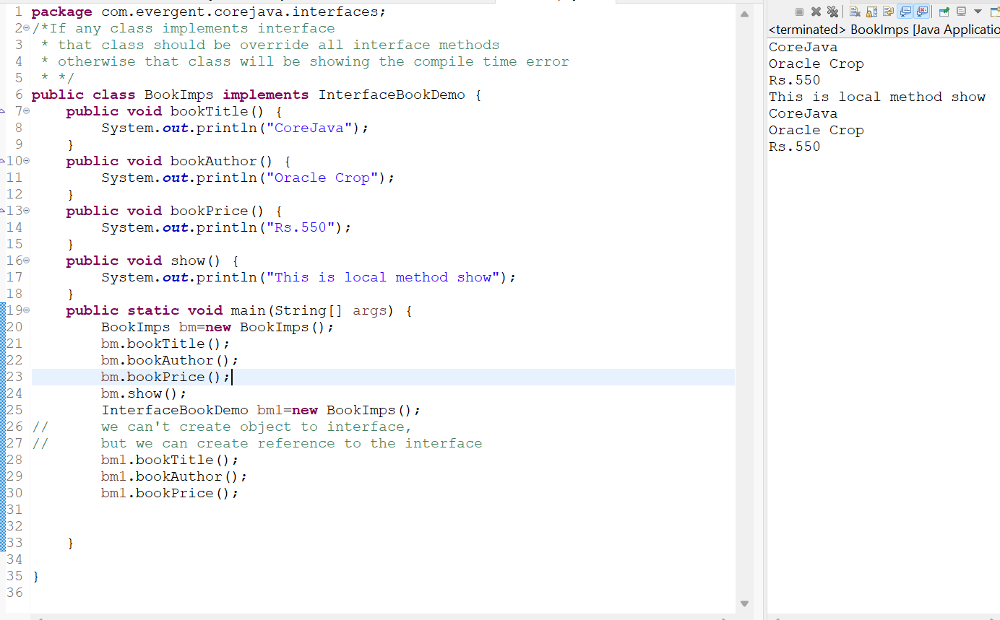 1 package com.evergent.corejava.interfaces;
2 /*If any class implements interface
3  * that class should be override all interface methods
4  * otherwise that class will be showing the compile time error
5  * */
6 public class BookImps implements InterfaceBookDemo {
7     public void bookTitle() {
8         System.out.println("CoreJava");
9     }
10     public void bookAuthor() {
11         System.out.println("Oracle Crop");
12     }
13     public void bookPrice() {
14         System.out.println("Rs.550");
15     }
16     public void show() {
17         System.out.println("This is local method show");
18     }
19     public static void main(String[] args) {
20         BookImps bm=new BookImps();
21         bm.bookTitle();
22         bm.bookAuthor();
23         bm.bookPrice();
24         bm.show();
25         InterfaceBookDemo bm1=new BookImps();
26 //      we can't create object to interface,
27 //      but we can create reference to the interface
28         bm1.bookTitle();
29         bm1.bookAuthor();
30         bm1.bookPrice();
31
32
33     }
34
35 }
36
<terminated> BookImps [Java Applicatio
CoreJava
Oracle Crop
Rs.550
This is local method show
CoreJava
Oracle Crop
Rs.550